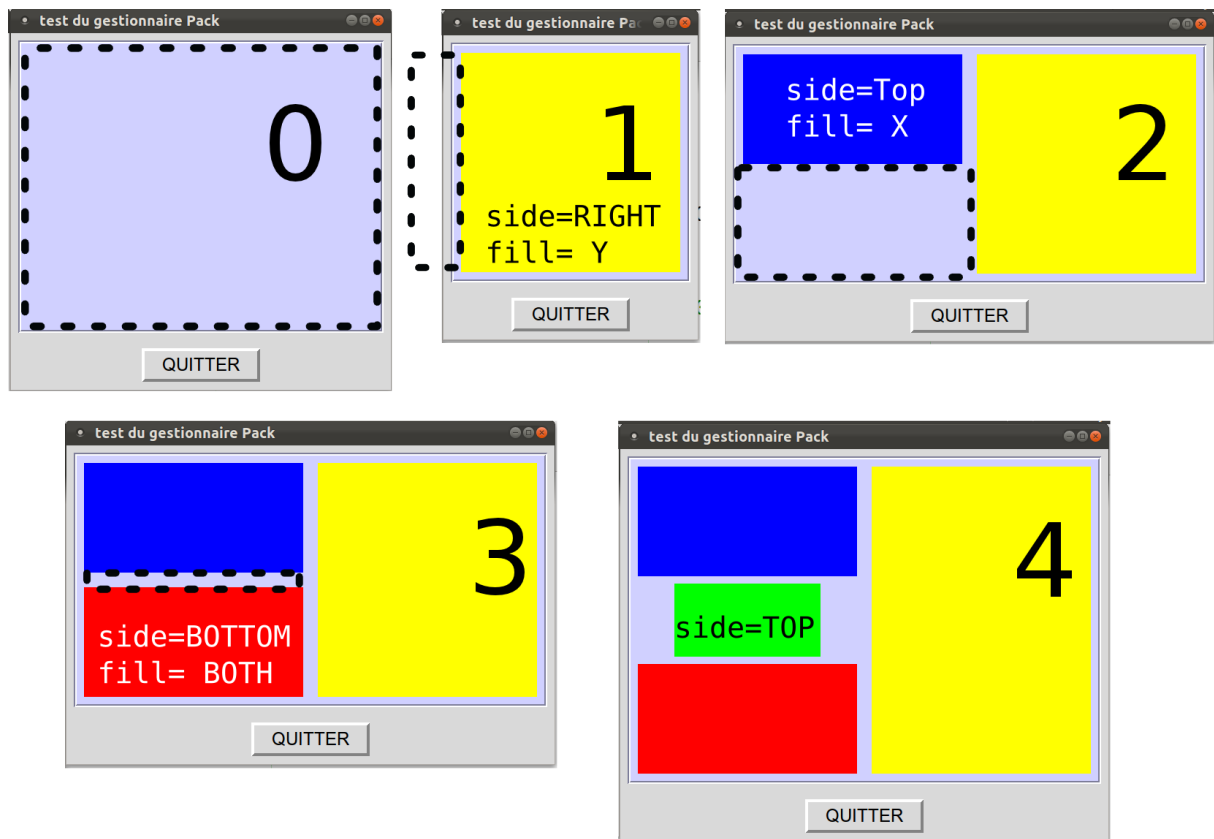 test du gestionnaire Pack
0
QUITTER
test du gestionnaire Pac
1
side=RIGHT
fill= Y
QUITTER
test du gestionnaire Pack
side=Top
fill= X
2
QUITTER
test du gestionnaire Pack
3
side=BOTTOM
fill= BOTH
QUITTER
test du gestionnaire Pack
4
side=TOP
QUITTER